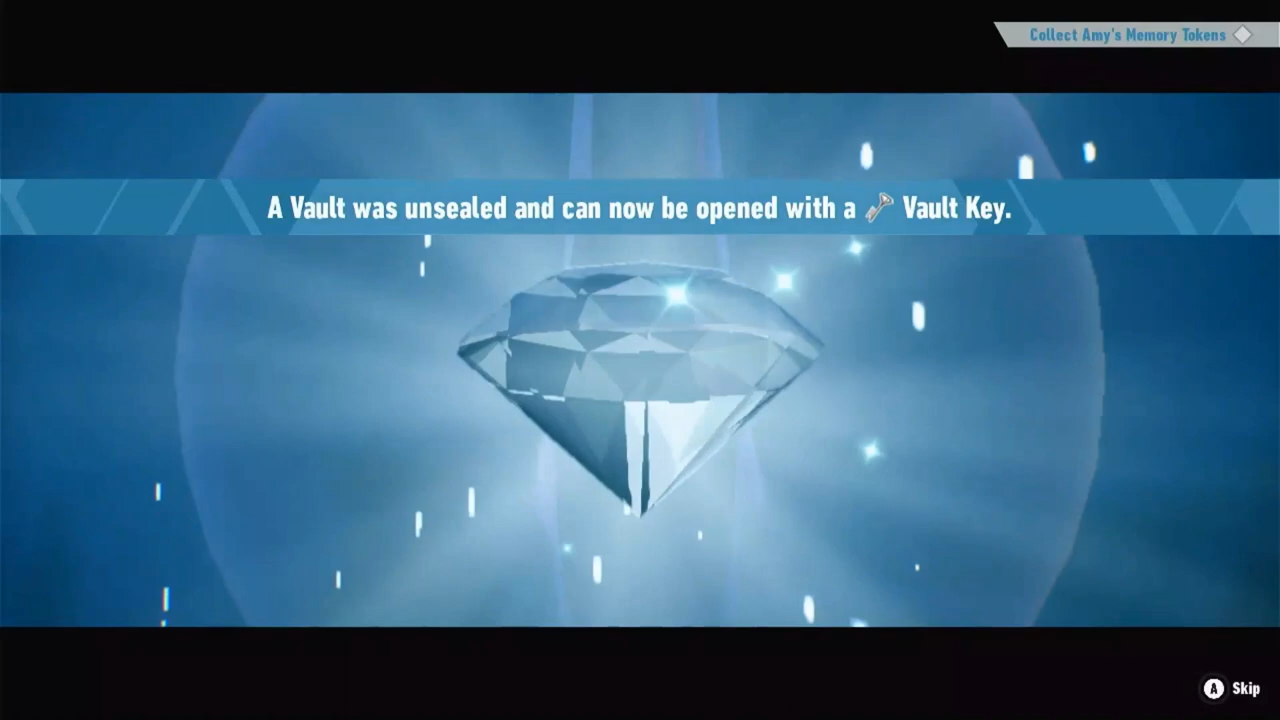 Collect Amy's Memory Tokens
A Vault was unsealed and can now be opened with a Vault Key.
A Skip